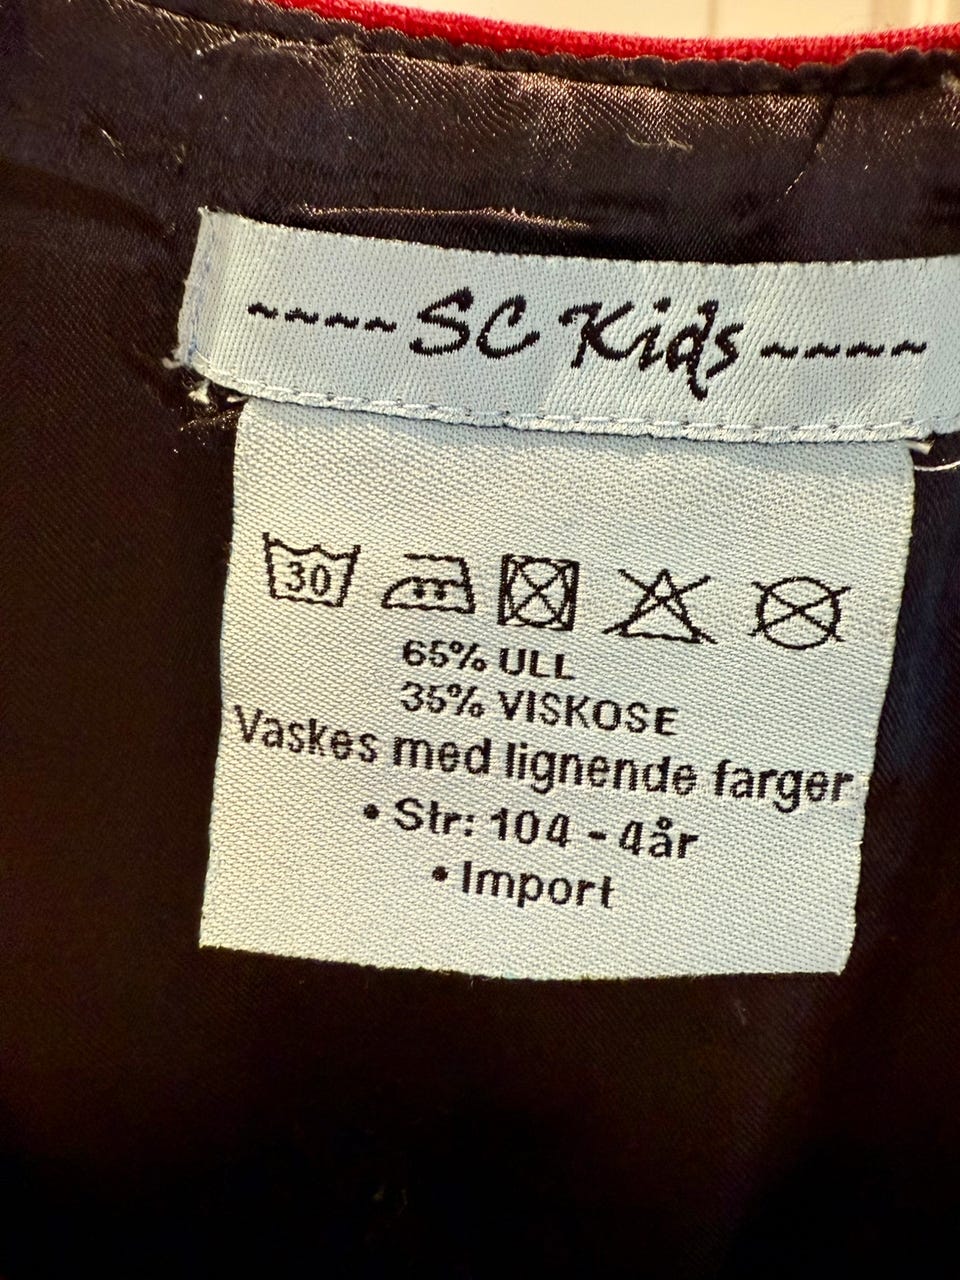 ~~~~SC Kids~~~~
30
65% ULL
35% VISKOSE
Vaskes med lignende farger
• Str: 104 - 4år
• Import